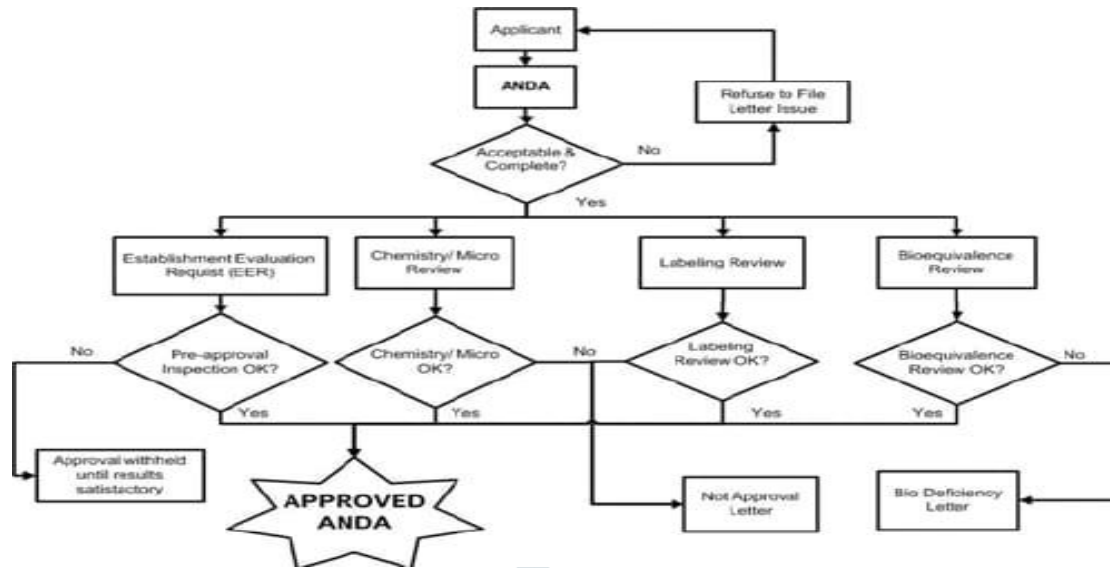 Applicant
ANDA
Refuse to File
Letter Issue
Acceptable &
Complete?
No
Yes
Establishment Evaluation
Requist (EER)
Chemistry/ Micro
Review
Labeling Review
Bioequivalence
Review
No
Pre-approval
Inspection OK?
Chemistry/ Micro
OK?
No
Labeling
Review OK?
Bioequivalence
Review OK?
No
Yes
Yes
Yes
Yes
Approval withheld
until results
satisfactory
APPROVED
ANDA
Not Approval
Letter
Bio Deficiency
Letter